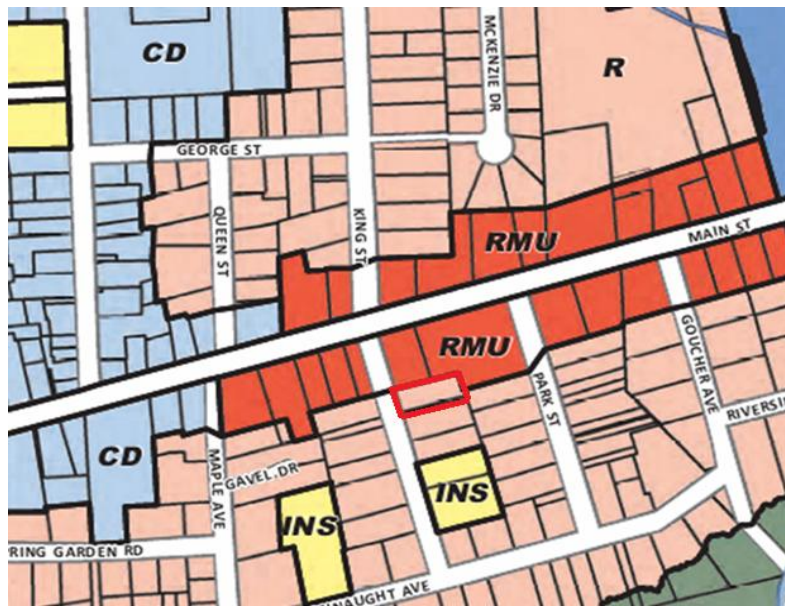 CD
MCKENZIE DR
R
GEORGE ST
QUEEN ST
KING ST
RMU
MAIN ST
RMU
GOUCHER AVE
PARK ST
RIVERSI
CD
MAPLE AVE
GAVEL DR
INS
INS
PRING GARDEN RD
NNAUGHT AVE